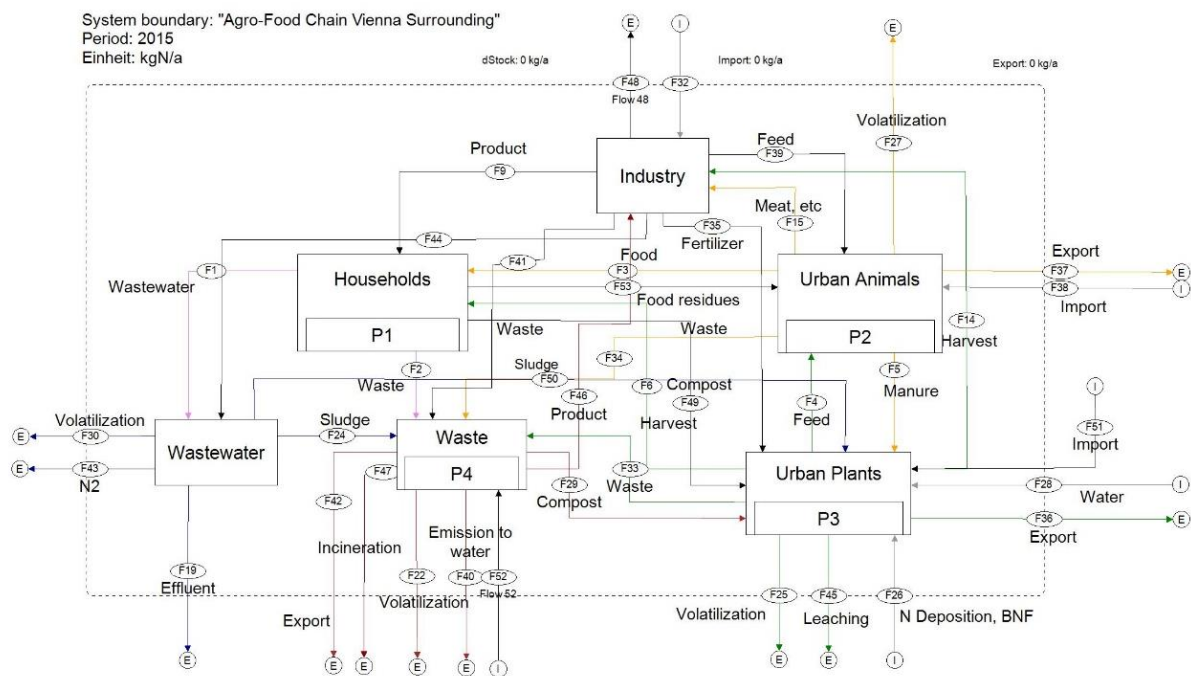 System boundary: "Agro-Food Chain Vienna Surrounding"
Period: 2015
Einheit: kgN/a
E
I
E
dStock: 0 kg/a
Import: 0 kg/a
Export: 0 kg/a
F48
Flow 48
F32
Volatilization
F27
Product
F9
Industry
Feed
F39
Meat, etc
F15
F35
Fertilizer
F44
F41
Food
F3
F53
Food residues
F1
Wastewater
Households
P1
Urban Animals
P2
Export
F37
E
F38
I
Import
F14
Harvest
Waste
Waste
F34
F2
Waste
Sludge
F50
F46
Product
F6
Harvest
Compost
F49
F4
Feed
F5
Manure
I
F51
Import
Volatilization
E
F30
E
F43
N2
Wastewater
Sludge
F24
Waste
P4
F33
Waste
Urban Plants
P3
F28
I
Water
F36
E
Export
F42
F47
F29
Compost
Incineration
Emission to
water
F19
Effluent
F22
Volatilization
F40
F52
Flow 52
Export
F25
Volatilization
F45
Leaching
F26
N Deposition, BNF
E
E
E
E
E
I
E
E
I